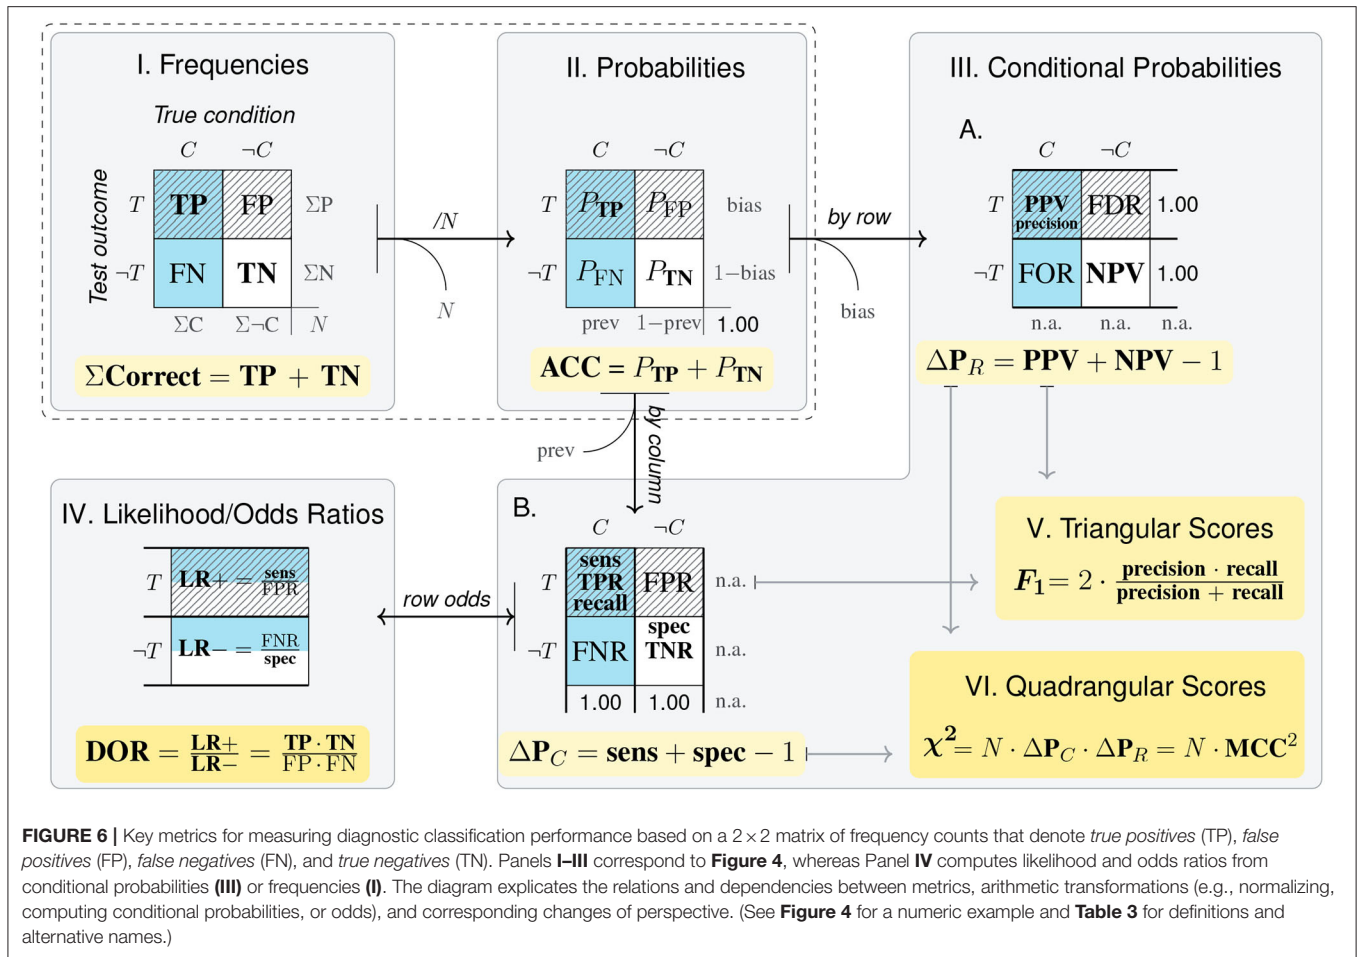 I. Frequencies
True condition
C ¬C
Test outcome
T TP FP ΣP
¬T FN TN ΣN
ΣC Σ¬C N
ΣCorrect = TP + TN
/N
N
II. Probabilities
C ¬C
T P_TP P_FP bias
¬T P_FN P_TN 1−bias
prev 1−prev 1.00
ACC = P_TP + P_TN
by row
bias
by column
prev
III. Conditional Probabilities
A.
C ¬C
T PPV FDR 1.00
precision
¬T FOR NPV 1.00
n.a. n.a. n.a.
ΔP_R = PPV + NPV − 1
B.
C ¬C
sens
T TPR FPR n.a.
recall
spec
¬T FNR TNR n.a.
1.00 1.00 n.a.
ΔP_C = sens + spec − 1
row odds
IV. Likelihood/Odds Ratios
T LR+ = sens/FPR
¬T LR− = FNR/spec
DOR = LR+/LR− = TP · TN/FP · FN
V. Triangular Scores
F₁ = 2 · precision · recall/precision + recall
VI. Quadrangular Scores
χ² = N · ΔP_C · ΔP_R = N · MCC²
FIGURE 6 | Key metrics for measuring diagnostic classification performance based on a 2 × 2 matrix of frequency counts that denote true positives (TP), false
positives (FP), false negatives (FN), and true negatives (TN). Panels I–III correspond to Figure 4, whereas Panel IV computes likelihood and odds ratios from
conditional probabilities (III) or frequencies (I). The diagram explicates the relations and dependencies between metrics, arithmetic transformations (e.g., normalizing,
computing conditional probabilities, or odds), and corresponding changes of perspective. (See Figure 4 for a numeric example and Table 3 for definitions and
alternative names.)